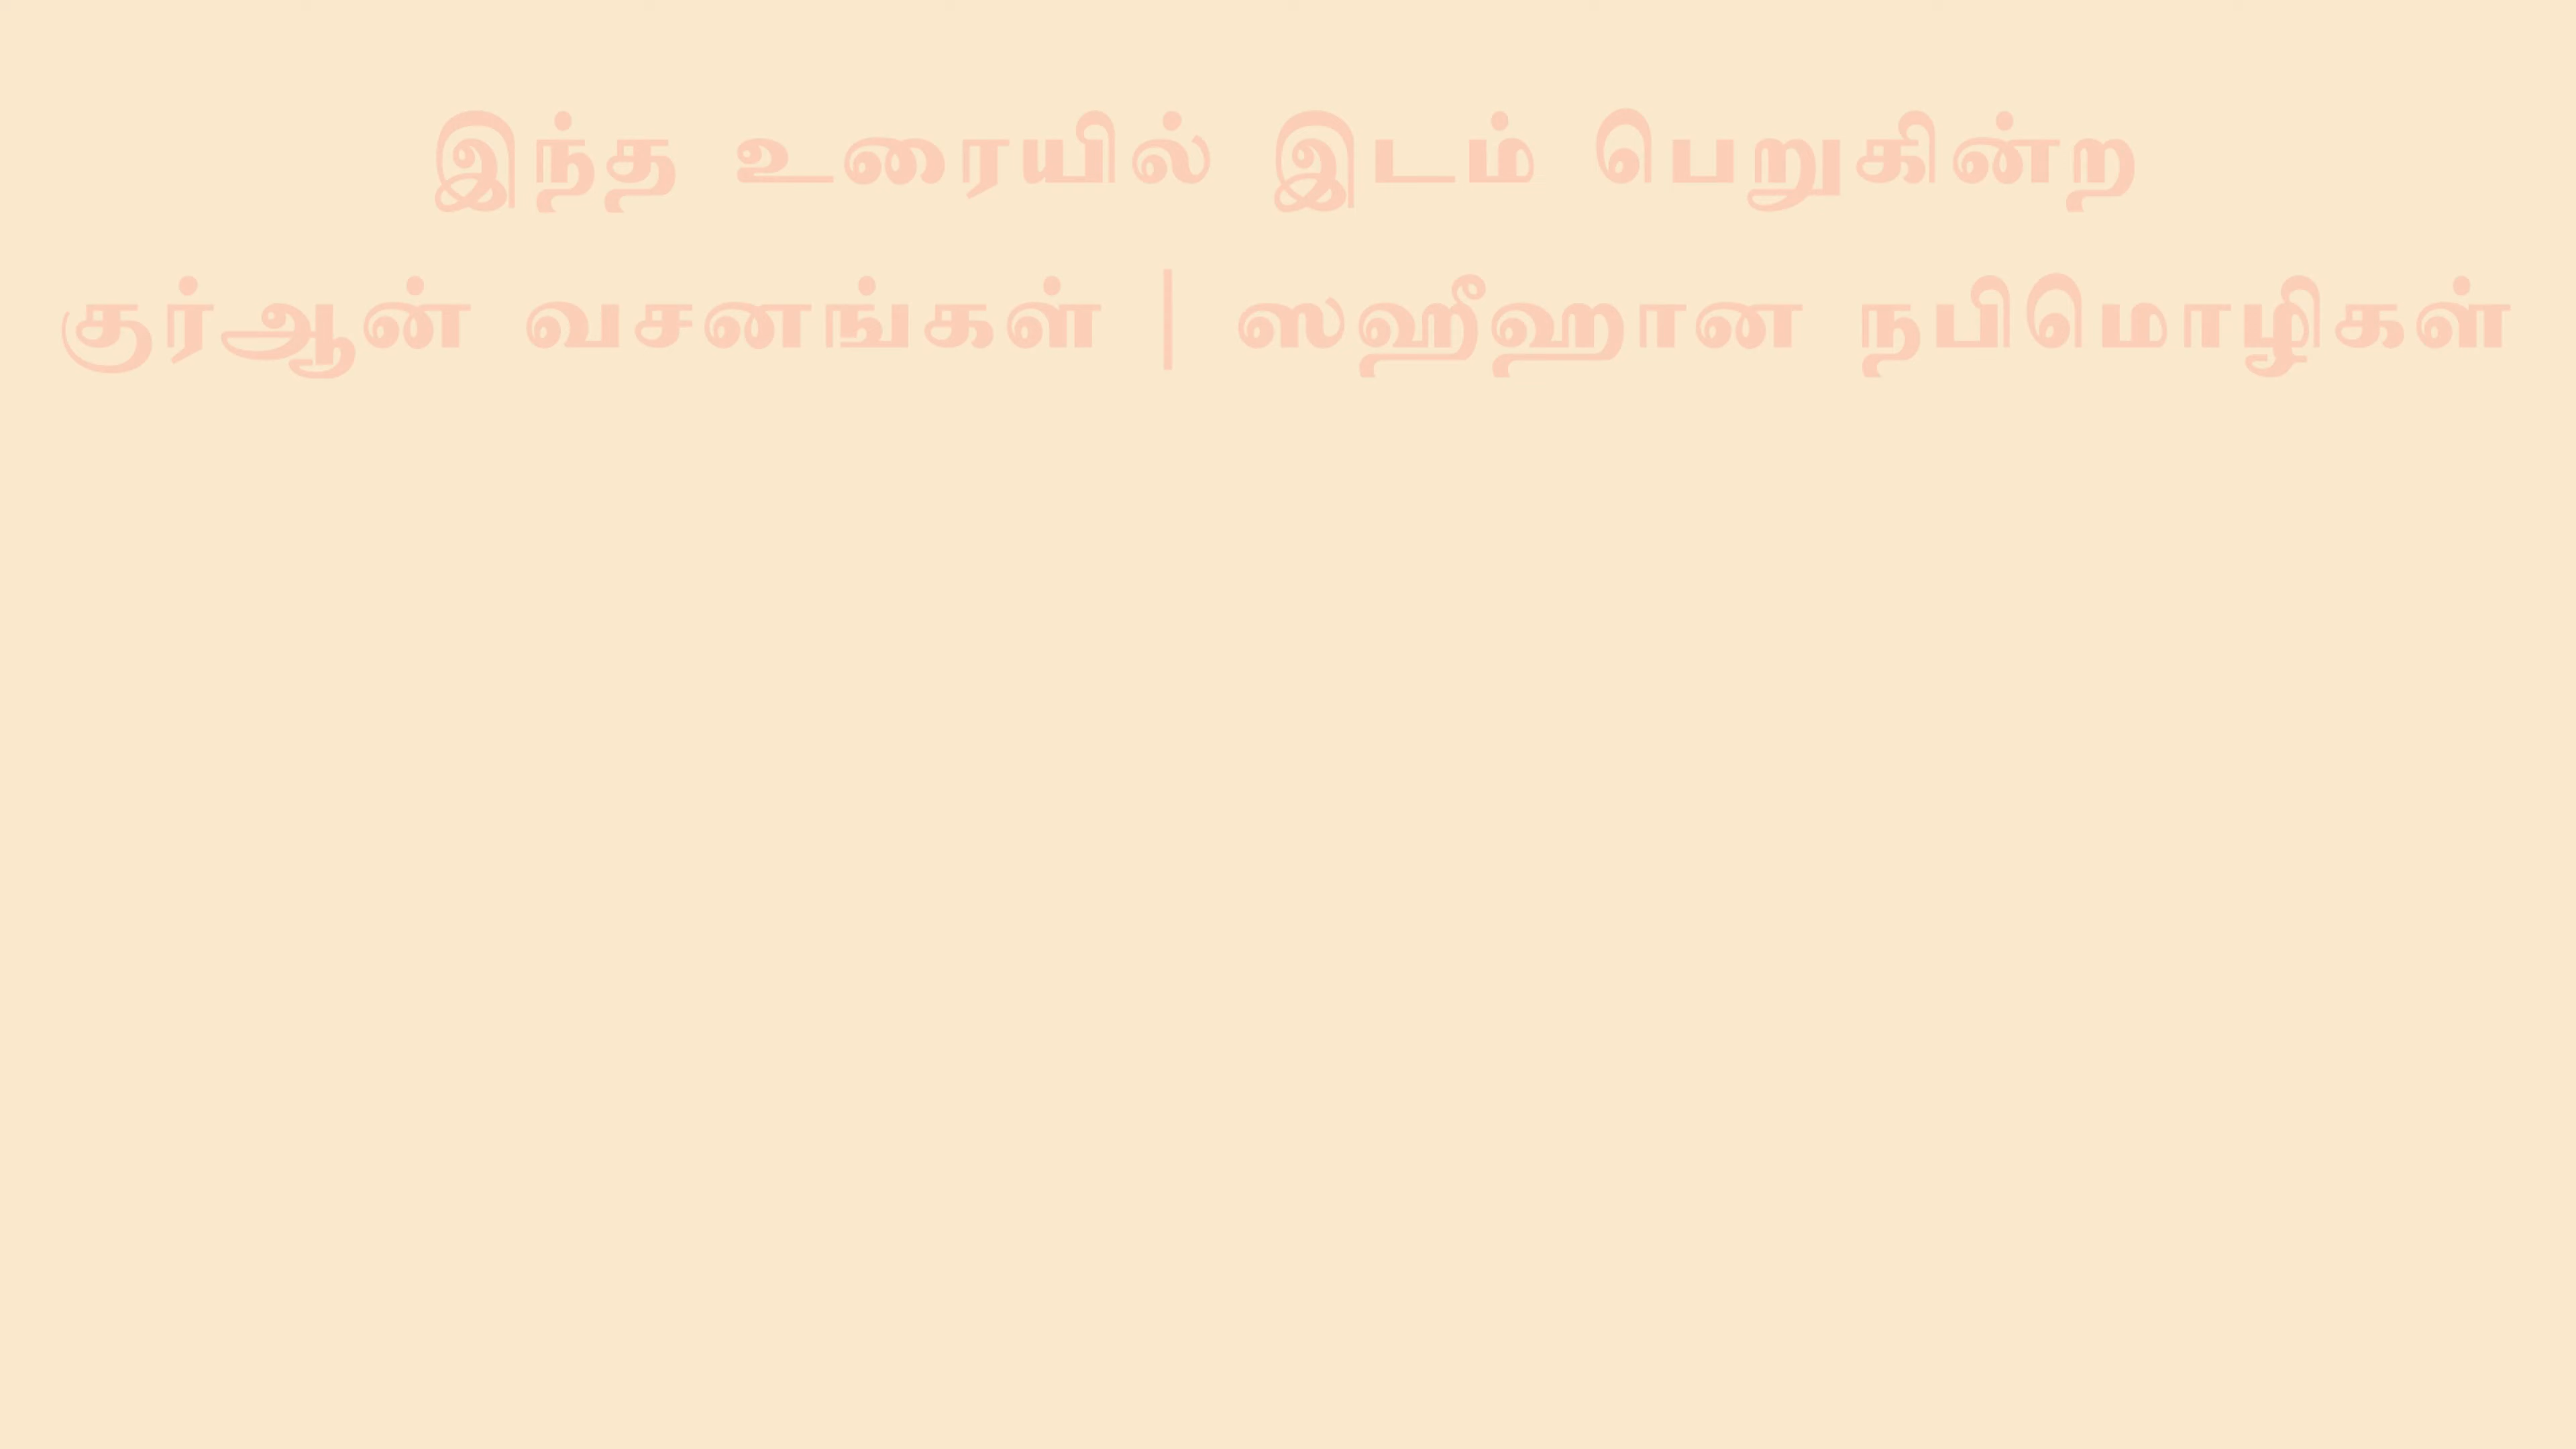 இந்த உரையில் இடம் பெறுகின்ற
குர்ஆன் வசனங்கள் | ஸஹீஹான நபிமொழிகள்